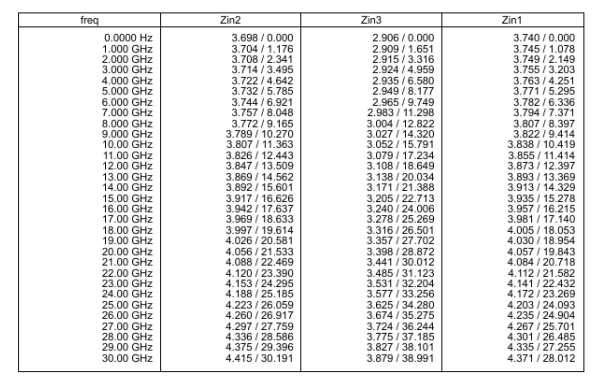 freq Zin2 Zin3 Zin1
0.0000 Hz 3.698 / 0.000 2.906 / 0.000 3.740 / 0.000
1.000 GHz 3.704 / 1.176 2.909 / 1.651 3.745 / 1.078
2.000 GHz 3.708 / 2.341 2.915 / 3.316 3.749 / 2.149
3.000 GHz 3.714 / 3.495 2.924 / 4.959 3.755 / 3.203
4.000 GHz 3.722 / 4.642 2.935 / 6.580 3.763 / 4.251
5.000 GHz 3.732 / 5.785 2.949 / 8.177 3.771 / 5.295
6.000 GHz 3.744 / 6.921 2.965 / 9.749 3.782 / 6.336
7.000 GHz 3.757 / 8.048 2.983 / 11.298 3.794 / 7.371
8.000 GHz 3.772 / 9.165 3.004 / 12.822 3.807 / 8.397
9.000 GHz 3.789 / 10.270 3.027 / 14.320 3.822 / 9.414
10.00 GHz 3.807 / 11.363 3.052 / 15.791 3.838 / 10.419
11.00 GHz 3.826 / 12.443 3.079 / 17.234 3.855 / 11.414
12.00 GHz 3.847 / 13.509 3.108 / 18.649 3.873 / 12.397
13.00 GHz 3.869 / 14.562 3.138 / 20.034 3.893 / 13.369
14.00 GHz 3.892 / 15.601 3.171 / 21.388 3.913 / 14.329
15.00 GHz 3.917 / 16.626 3.205 / 22.713 3.935 / 15.278
16.00 GHz 3.942 / 17.637 3.240 / 24.006 3.957 / 16.215
17.00 GHz 3.969 / 18.633 3.278 / 25.269 3.981 / 17.140
18.00 GHz 3.997 / 19.614 3.316 / 26.501 4.005 / 18.053
19.00 GHz 4.026 / 20.581 3.357 / 27.702 4.030 / 18.954
20.00 GHz 4.056 / 21.533 3.398 / 28.872 4.057 / 19.843
21.00 GHz 4.088 / 22.469 3.441 / 30.012 4.084 / 20.718
22.00 GHz 4.120 / 23.390 3.485 / 31.123 4.112 / 21.582
23.00 GHz 4.153 / 24.295 3.531 / 32.204 4.141 / 22.432
24.00 GHz 4.188 / 25.185 3.577 / 33.256 4.172 / 23.269
25.00 GHz 4.223 / 26.059 3.625 / 34.280 4.203 / 24.093
26.00 GHz 4.260 / 26.917 3.674 / 35.275 4.235 / 24.904
27.00 GHz 4.297 / 27.759 3.724 / 36.244 4.267 / 25.701
28.00 GHz 4.336 / 28.586 3.775 / 37.185 4.301 / 26.485
29.00 GHz 4.375 / 29.396 3.827 / 38.101 4.335 / 27.255
30.00 GHz 4.415 / 30.191 3.879 / 38.991 4.371 / 28.012